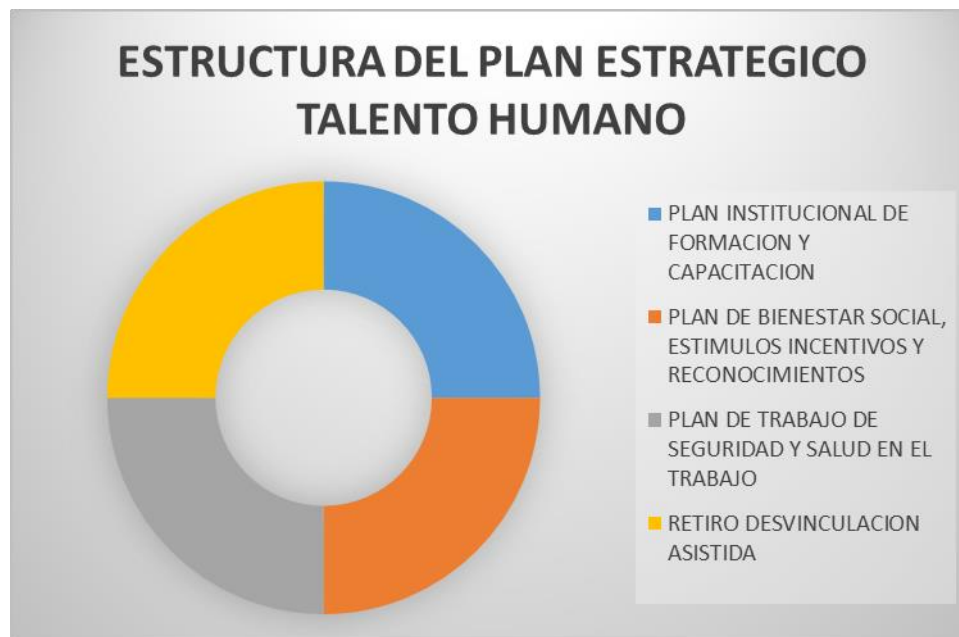 ESTRUCTURA DEL PLAN ESTRATEGICO
TALENTO HUMANO
PLAN INSTITUCIONAL DE
FORMACION Y
CAPACITACION
PLAN DE BIENESTAR SOCIAL,
ESTIMULOS INCENTIVOS Y
RECONOCIMIENTOS
PLAN DE TRABAJO DE
SEGURIDAD Y SALUD EN EL
TRABAJO
RETIRO DESVINCULACION
ASISTIDA